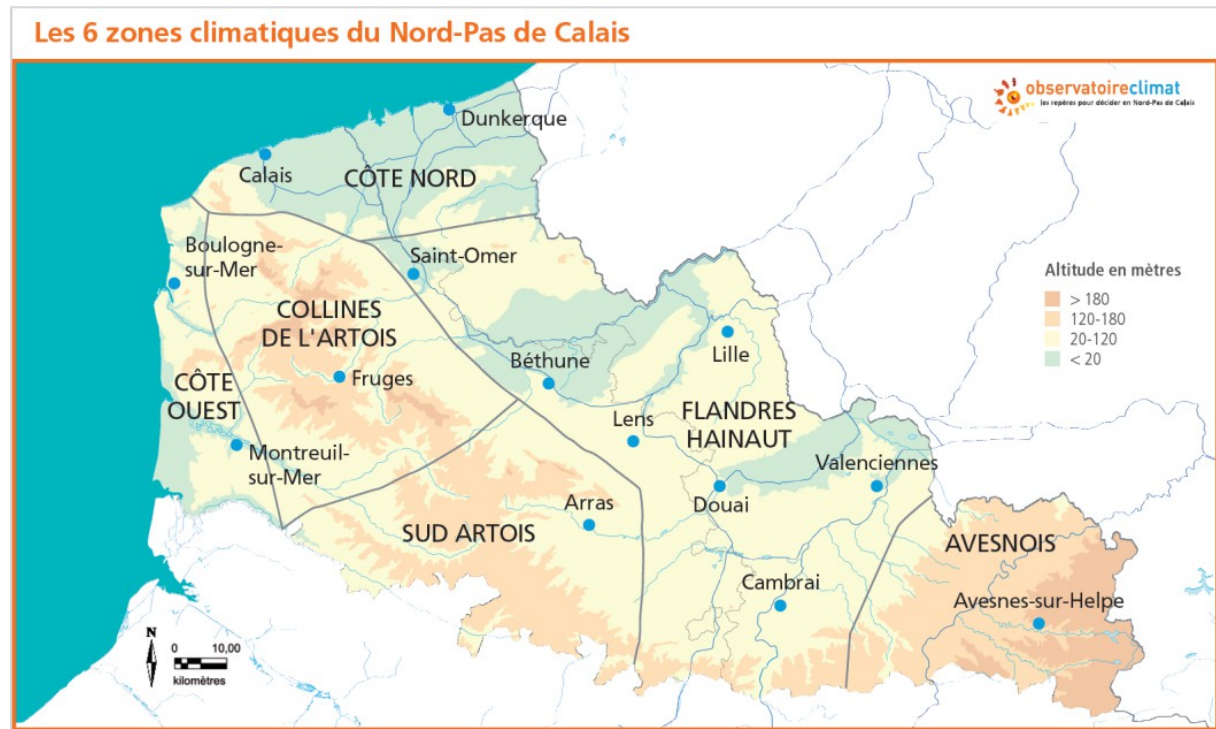 Les 6 zones climatiques du Nord-Pas de Calais
observatoireclimat
les repères pour décider en Nord-Pas de Calais
Dunkerque
Calais
CÔTE NORD
Boulogne-
sur-Mer
Saint-Omer
COLLINES
DE L'ARTOIS
Altitude en mètres
> 180
120-180
20-120
< 20
Lille
Béthune
Fruges
CÔTE
OUEST
Lens
FLANDRES
HAINAUT
Montreuil-
sur-Mer
Valenciennes
Douai
Arras
SUD ARTOIS
AVESNOIS
Cambrai
Avesnes-sur-Helpe
N
0 10,00
kilomètres